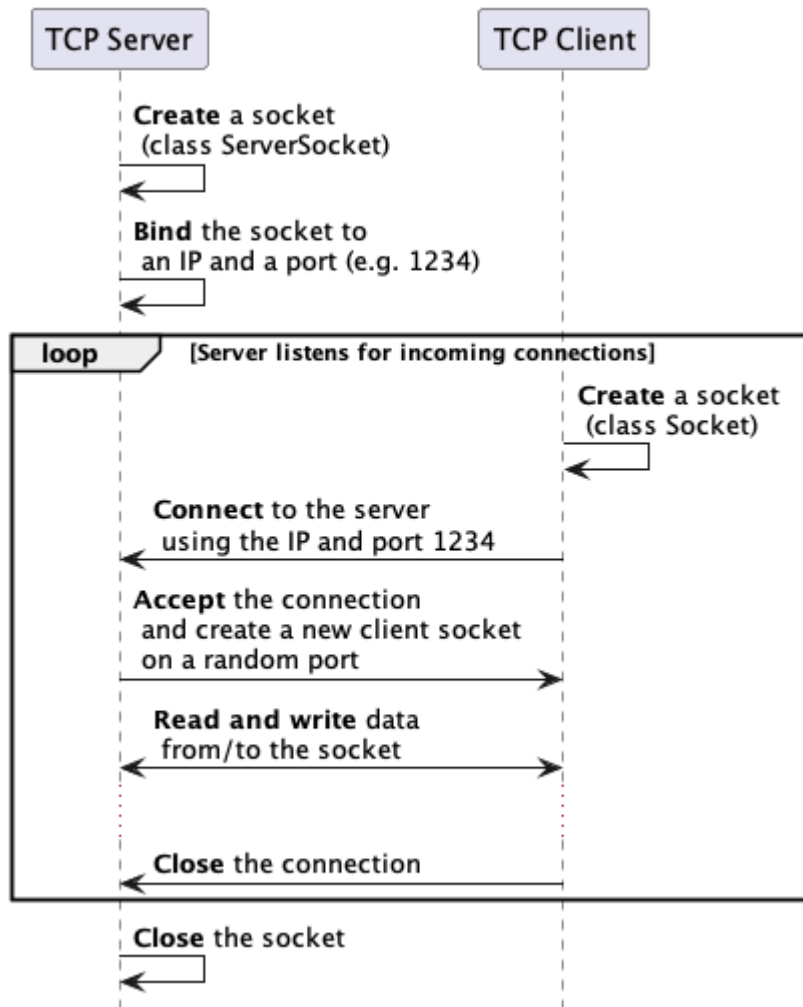 TCP Server
TCP Client
Create a socket
(class ServerSocket)
Bind the socket to
an IP and a port (e.g. 1234)
loop
[Server listens for incoming connections]
Create a socket
(class Socket)
Connect to the server
using the IP and port 1234
Accept the connection
and create a new client socket
on a random port
Read and write data
from/to the socket
Close the connection
Close the socket